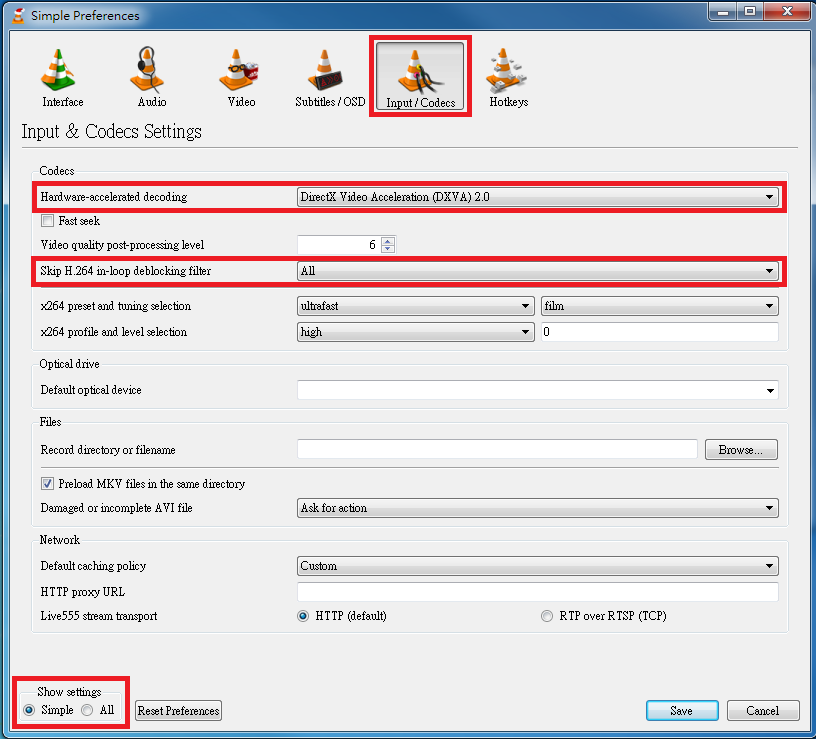 Simple Preferences
Interface Audio Video Subtitles / OSD Input / Codecs Hotkeys
Input & Codecs Settings
Codecs
Hardware-accelerated decoding DirectX Video Acceleration (DXVA) 2.0
Fast seek
Video quality post-processing level 6
Skip H.264 in-loop deblocking filter All
x264 preset and tuning selection ultrafast film
x264 profile and level selection high 0
Optical drive
Default optical device
Files
Record directory or filename Browse...
Preload MKV files in the same directory
Damaged or incomplete AVI file Ask for action
Network
Default caching policy Custom
HTTP proxy URL
Live555 stream transport HTTP (default) RTP over RTSP (TCP)
Show settings
Simple All Reset Preferences Save Cancel